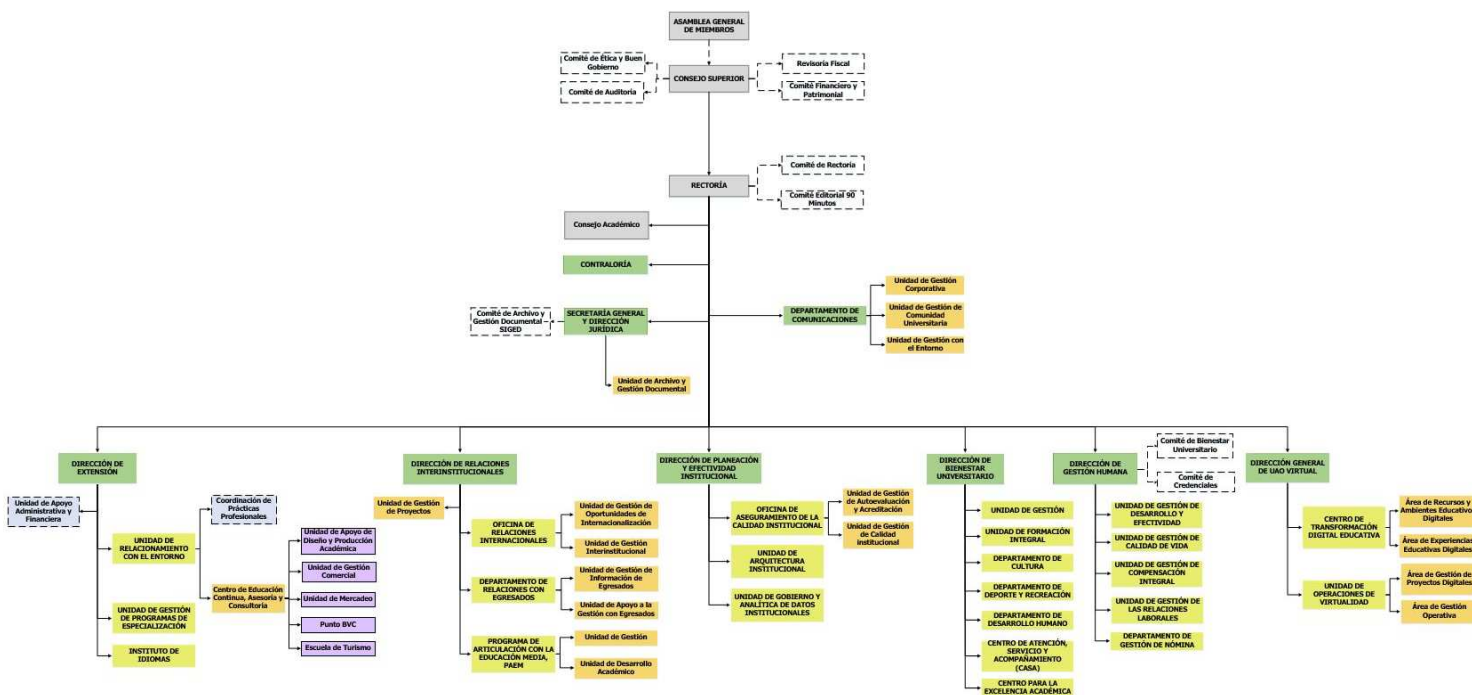 ASAMBLEA GENERAL
DE MIEMBROS
Comité de Ética y Buen
Gobierno
Comité de Auditoría
CONSEJO SUPERIOR
Revisoría Fiscal
Comité Financiero y
Patrimonial
RECTORÍA
Comité de Rectoría
Comité Editorial 90
Minutos
Consejo Académico
CONTRALORÍA
Comité de Archivo y
Gestión Documental –
SIGED
SECRETARÍA GENERAL
Y DIRECCIÓN
JURÍDICA
Unidad de Archivo y
Gestión Documental
DEPARTAMENTO DE
COMUNICACIONES
Unidad de Gestión
Corporativa
Unidad de Gestión de
Comunidad
Universitaria
Unidad de Gestión con
el Entorno
DIRECCIÓN DE
EXTENSIÓN
Unidad de Apoyo
Administrativa y
Financiera
Coordinación de
Prácticas
Profesionales
UNIDAD DE
RELACIONAMIENTO
CON EL ENTORNO
Centro de Educación
Continua, Asesoría y
Consultoría
Unidad de Apoyo de
Diseño y Producción
Académica
Unidad de Gestión
Comercial
Unidad de Mercadeo
Punto BVC
Escuela de Turismo
UNIDAD DE GESTIÓN
DE PROGRAMAS DE
ESPECIALIZACIÓN
INSTITUTO DE
IDIOMAS
DIRECCIÓN DE RELACIONES
INTERINSTITUCIONALES
Unidad de Gestión
de Proyectos
OFICINA DE
RELACIONES
INTERNACIONALES
Unidad de Gestión de
Oportunidades de
Internacionalización
Unidad de Gestión
Interinstitucional
DEPARTAMENTO DE
RELACIONES CON
EGRESADOS
Unidad de Gestión de
Información de
Egresados
Unidad de Apoyo a la
Gestión con Egresados
PROGRAMA DE
ARTICULACIÓN CON LA
EDUCACIÓN MEDIA,
PAEM
Unidad de Gestión
Unidad de Desarrollo
Académico
DIRECCIÓN DE PLANEACIÓN
Y EFECTIVIDAD
INSTITUCIONAL
OFICINA DE
ASEGURAMIENTO DE LA
CALIDAD INSTITUCIONAL
Unidad de Gestión
de Autoevaluación
y Acreditación
Unidad de Gestión
de Calidad
institucional
UNIDAD DE
ARQUITECTURA
INSTITUCIONAL
UNIDAD DE GOBIERNO Y
ANALÍTICA DE DATOS
INSTITUCIONALES
DIRECCIÓN DE
BIENESTAR
UNIVERSITARIO
UNIDAD DE GESTIÓN
UNIDAD DE FORMACIÓN
INTEGRAL
DEPARTAMENTO DE
CULTURA
DEPARTAMENTO DE
DEPORTE Y RECREACIÓN
DEPARTAMENTO DE
DESARROLLO HUMANO
CENTRO DE ATENCIÓN,
SERVICIO Y
ACOMPAÑAMIENTO
(CASA)
CENTRO PARA LA
EXCELENCIA ACADÉMICA
DIRECCIÓN DE
GESTIÓN HUMANA
Comité de Bienestar
Universitario
Comité de
Credenciales
UNIDAD DE GESTIÓN DE
DESARROLLO Y
EFECTIVIDAD
UNIDAD DE GESTIÓN DE
CALIDAD DE VIDA
UNIDAD DE GESTIÓN DE
COMPENSACIÓN
INTEGRAL
UNIDAD DE GESTIÓN DE
LAS RELACIONES
LABORALES
DEPARTAMENTO DE
GESTIÓN DE NÓMINA
DIRECCIÓN GENERAL
DE UAO VIRTUAL
CENTRO DE
TRANSFORMACIÓN
DIGITAL EDUCATIVA
Área de Recursos y
Ambientes Educativos
Digitales
Área de Experiencias
Educativas Digitales
UNIDAD DE
OPERACIONES DE
VIRTUALIDAD
Área de Gestión de
Proyectos Digitales
Área de Gestión
Operativa